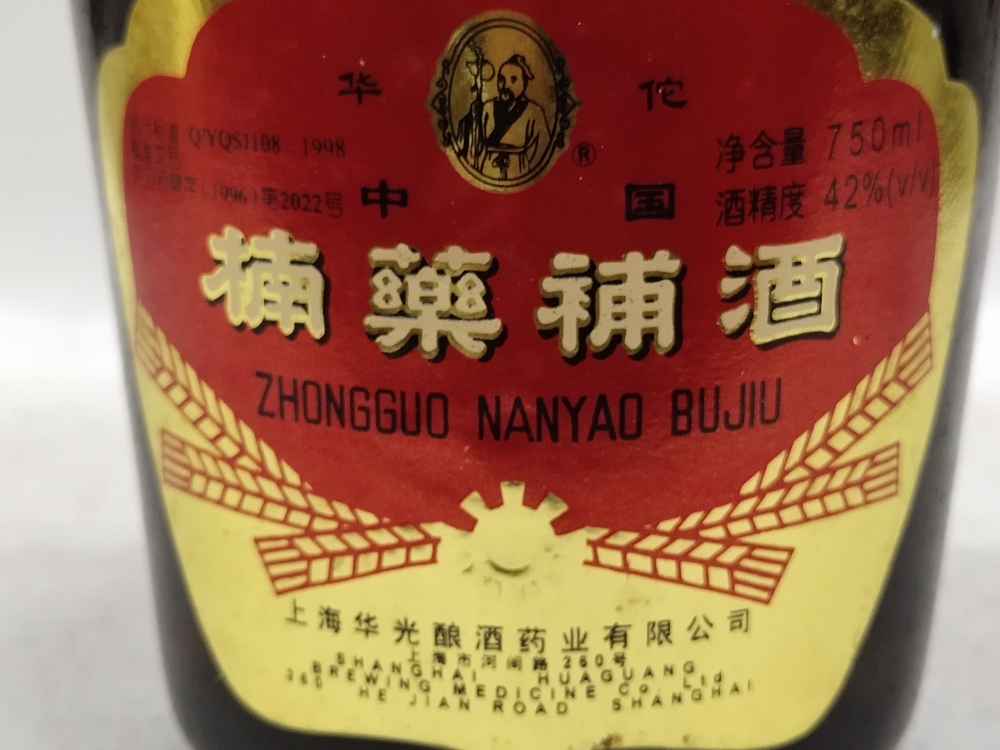 华佗
®
Q/YQSJ108 1998
(1996)第2022号
净含量 750ml
酒精度 42%(v/v)
中国
楠藥補酒
ZHONGGUO NANYAO BUJIU
上海华光酿酒药业有限公司
上海市河间路260号
SHANGHAI HUAGUANG
BREWING MEDICINE Co., Ltd
260 HE JIAN ROAD SHANGHAI